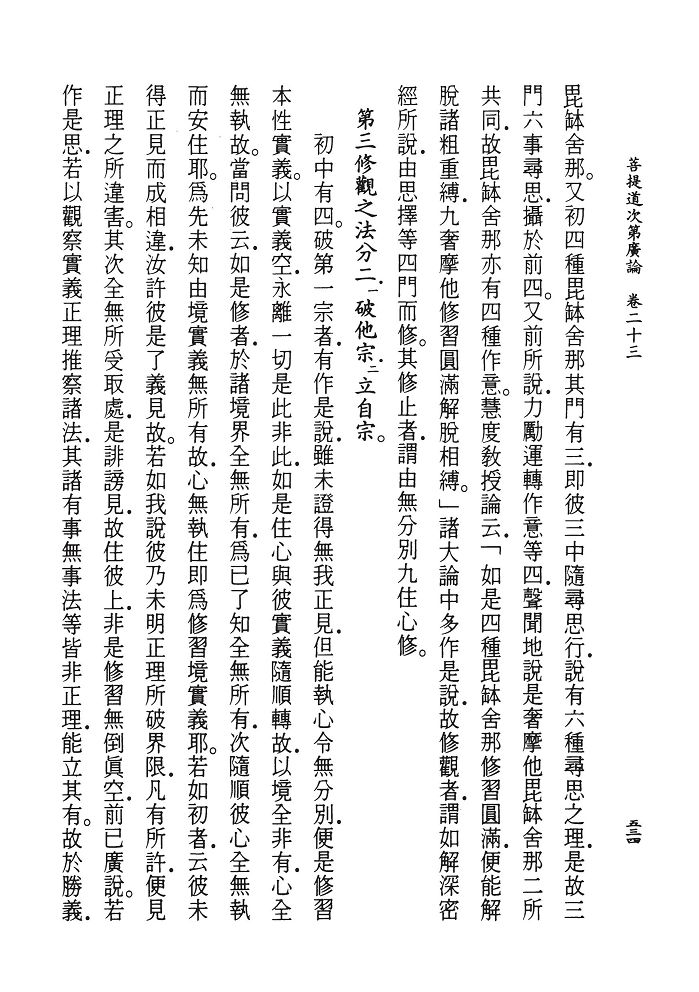 菩提道次第廣論　卷二十三
五三四
毘缽舍那。又初四種毘缽舍那其門有三．即彼三中隨尋思行．說有六種尋思之理．是故三
門六事尋思．攝於前四。又前所說．力勵運轉作意等四．聲聞地說是奢摩他毘缽舍那二所
共同．故毘缽舍那亦有四種作意。慧度教授論云．「如是四種毘缽舍那修習圓滿．便能解
脫諸粗重縛．九奢摩他修習圓滿解脫相縛。」諸大論中多作是說．故修觀者．謂如解深密
經所說．由思擇等四門而修。其修止者．謂由無分別九住心修。
第三修觀之法分二．一破他宗．二立自宗。
初中有四。破第一宗者．有作是說．雖未證得無我正見．但能執心令無分別．便是修習
本性實義。以實義空．永離一切是此非此．如是住心與彼實義隨順轉故．以境全非有．心全
無執故。當問彼云．如是修者．於諸境界全無所有．為已了知全無所有．次隨順彼心全無執
而安住耶。為先未知由境實義無所有故．心無執住即為修習境實義耶。若如初者．云彼未
得正見而成相違．汝許彼是了義見故。若如我說彼乃未明正理所破界限．凡有所許．便見
正理之所違害。其次全無所受取處．是誹謗見．故住彼上．非是修習無倒真空．前已廣說。若
作是思．若以觀察實義正理推察諸法．其諸有事無事法等皆非正理．能立其有。故於勝義．